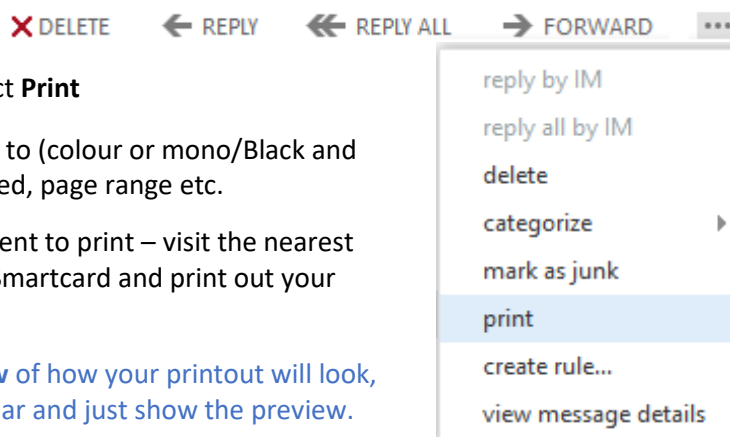 DELETE REPLY REPLY ALL FORWARD
ct Print
to (colour or mono/Black and
ed, page range etc.
ent to print – visit the nearest
martcard and print out your
of how your printout will look,
ar and just show the preview.
reply by IM
reply all by IM
delete
categorize
mark as junk
print
create rule...
view message details